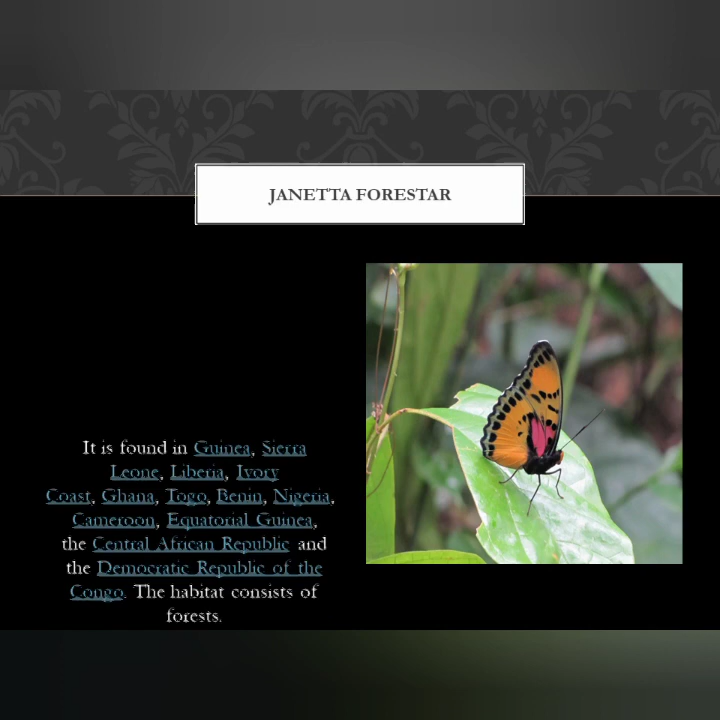 JANETTA FORESTAR
It is found in Guinea, Sierra
Leone, Liberia, Ivory
Coast, Ghana, Togo, Benin, Nigeria,
Cameroon, Equatorial Guinea,
the Central African Republic and
the Democratic Republic of the
Congo. The habitat consists of
forests.